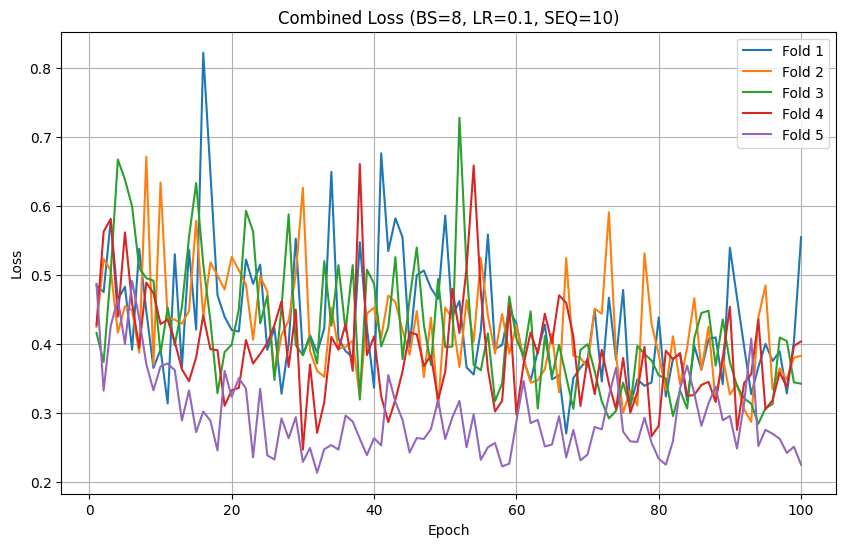 Combined Loss (BS=8, LR=0.1, SEQ=10)
Fold 1
Fold 2
Fold 3
Fold 4
Fold 5
Loss
0.8
0.7
0.6
0.5
0.4
0.3
0.2
0
20
40
60
80
100
Epoch